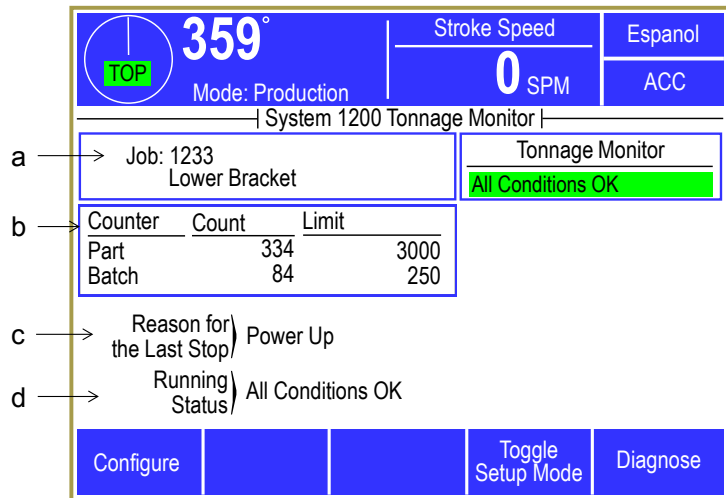 TOP
359°
Mode: Production
Stroke Speed
0 SPM
Espanol
ACC
System 1200 Tonnage Monitor
a
Job: 1233
Lower Bracket
Tonnage Monitor
All Conditions OK
b
Counter Count Limit
Part 334 3000
Batch 84 250
c
Reason for
the Last Stop) Power Up
d
Running
Status) All Conditions OK
Configure
Toggle
Setup Mode
Diagnose